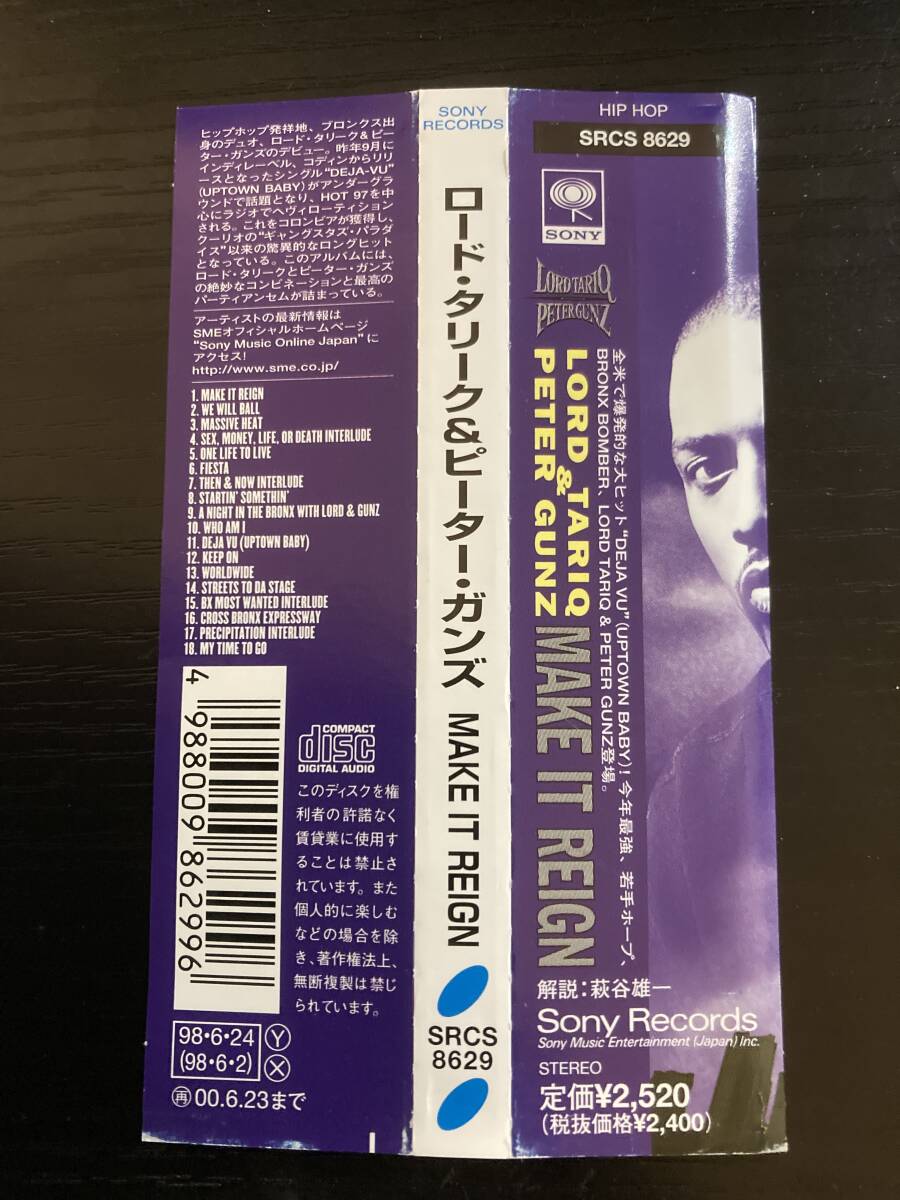 ヒップホップ発祥地、ブロンクス出
身のデュオ、ロード・タリーク&ピー
ター・ガンズのデビュー。昨年9月に
インディレーベル、コディンからリリ
ースとなったシングル"DEJA-VU"
(UPTOWN BABY)がアンダーグラ
ウンドで話題となり、HOT 97を中
心にラジオでヘヴィローティション
される。これをコロンビアが獲得し、
クーリオの"ギャングスタズ・パラダ
イス"以来の驚異的なロングヒット
となっている。このアルバムには、
ロード・タリークとピーター・ガンズ
の絶妙なコンビネーションと最高の
パーティアンセムが詰まっている。
アーティストの最新情報は
SMEオフィシャルホームページ
"Sony Music Online Japan"に
アクセス!
http://www.sme.co.jp/
1. MAKE IT REIGN
2. WE WILL BALL
3. MASSIVE HEAT
4. SEX, MONEY, LIFE, OR DEATH INTERLUDE
5. ONE LIFE TO LIVE
6. FIESTA
7. THEN & NOW INTERLUDE
8. STARTIN' SOMETHIN'
9. A NIGHT IN THE BRONX WITH LORD & GUNZ
10. WHO AM I
11. DEJA VU (UPTOWN BABY)
12. KEEP ON
13. WORLDWIDE
14. STREETS TO DA STAGE
15. BX MOST WANTED INTERLUDE
16. CROSS BRONX EXPRESSWAY
17. PRECIPITATION INTERLUDE
18. MY TIME TO GO
4 988009 862996
COMPACT
disc
DIGITAL AUDIO
このディスクを権
利者の許諾なく
賃貸業に使用す
ることは禁止さ
れています。また
個人的に楽しむ
などの場合を除
き、著作権法上、
無断複製は禁じ
られています。
98・6・24 Y
(98・6・2) X
再00.6.23まで
SONY
RECORDS
ロード・タリーク&ピーター・ガンズ MAKE IT REIGN
SRCS
8629
HIP HOP
SRCS 8629
SONY
LORD TARIQ
PETER GUNZ
全米で爆発的な大ヒット"DEJA VU"(UPTOWN BABY)!今年最強、若手ホープ、
BRONX BOMBER、LORD TARIQ & PETER GUNZ登場。
LORD TARIQ
&
PETER GUNZ
MAKE IT REIGN
解説:萩谷雄一
Sony Records
Sony Music Entertainment (Japan) Inc.
STEREO
定価¥2,520
(税抜価格¥2,400)